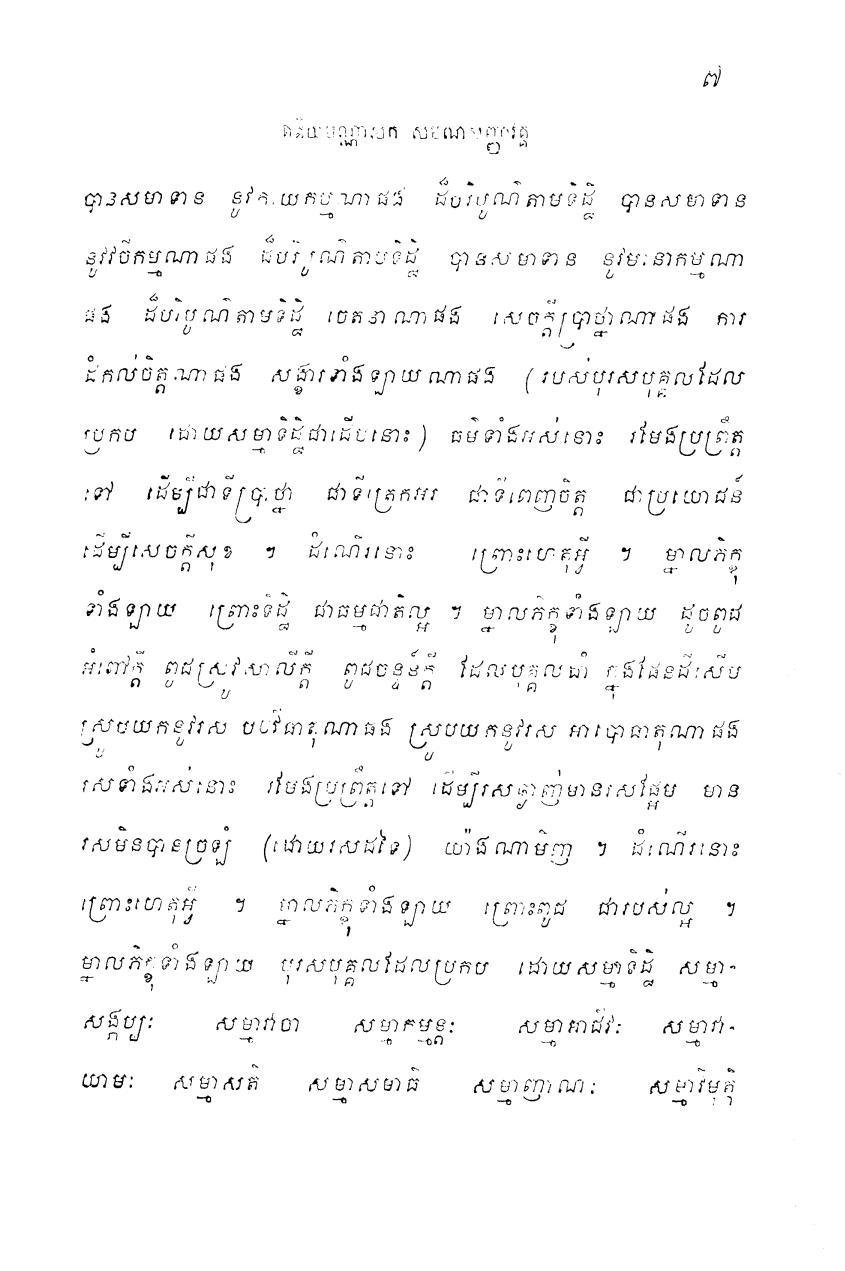 ៧
តតិយបណ្ណាសក សមណសញ្ញាវគ្គ
បានសមាទាន នូវកាយកម្មណាផង ដ៏បរិបូណ៌តាមទិដ្ឋិ បានសមាទាន
នូវវចីកម្មណាផង ដ៏បរិបូណ៌តាមទិដ្ឋិ បានសមាទាន នូវមនោកម្មណា
ផង ដ៏បរិបូណ៌តាមទិដ្ឋិ ចេតនាណាផង សេចក្តីប្រាថ្នាណាផង ការ
ដំកល់ចិត្តណាផង សង្ខារទាំងឡាយណាផង (របស់បុរសបុគ្គលដែល
ប្រកប ដោយសម្មាទិដ្ឋិជាដើមនោះ) ធម៌ទាំងអស់នោះ រមែងប្រព្រឹត្ត
ទៅ ដើម្បីជាទីប្រាថ្នា ជាទីត្រេកអរ ជាទីពេញចិត្ត ជាប្រយោជន៍
ដើម្បីសេចក្តីសុខ ។ ដំណើរនោះ ព្រោះហេតុអ្វី ។ ម្នាលភិក្ខុ
ទាំងឡាយ ព្រោះទិដ្ឋិ ជាធម្មជាតិល្អ ។ ម្នាលភិក្ខុទាំងឡាយ ដូចពូជ
អំពៅក្តី ពូជស្រូវសាលីក្តី ពូជចន្ទន៍ក្តី ដែលបុគ្គលដាំ ក្នុងផែនដីសើប
ស្រូបយកនូវរស បឋវីធាតុណាផង ស្រូបយកនូវរស អាបោធាតុណាផង
រសទាំងអស់នោះ រមែងប្រព្រឹត្តទៅ ដើម្បីរសឆ្ងាញ់មានរសផ្អែម មាន
រសមិនបានច្រឡំ (ដោយរសដទៃ) យ៉ាងណាមិញ ។ ដំណើរនោះ
ព្រោះហេតុអ្វី ។ ម្នាលភិក្ខុទាំងឡាយ ព្រោះពូជ ជារបស់ល្អ ។
ម្នាលភិក្ខុទាំងឡាយ បុរសបុគ្គលដែលប្រកប ដោយសម្មាទិដ្ឋិ សម្មា-
សង្កប្បៈ សម្មាវាចា សម្មាកម្មន្តៈ សម្មាអាជីវៈ សម្មាវា-
យាមៈ សម្មាសតិ សម្មាសមាធិ សម្មាញាណៈ សម្មាវិមុត្តិ